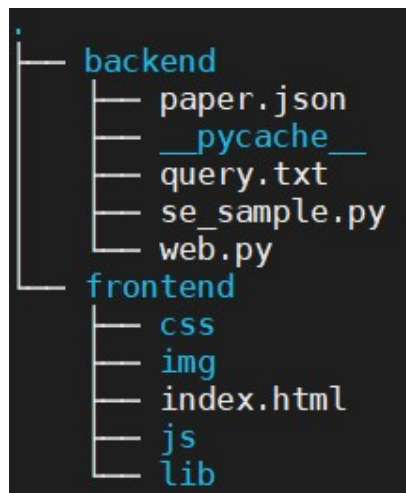 .
├── backend
│   ├── paper.json
│   ├── __pycache__
│   ├── query.txt
│   ├── se_sample.py
│   └── web.py
└── frontend
    ├── css
    ├── img
    ├── index.html
    ├── js
    └── lib